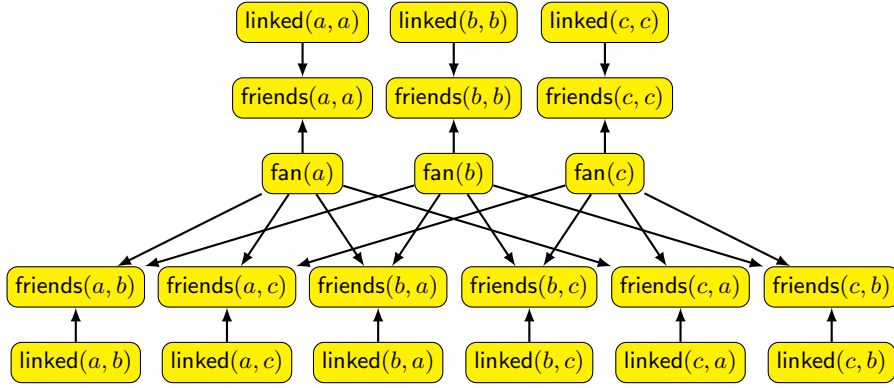 linked(a, a) linked(b, b) linked(c, c)
friends(a, a) friends(b, b) friends(c, c)
fan(a) fan(b) fan(c)
friends(a, b) friends(a, c) friends(b, a) friends(b, c) friends(c, a) friends(c, b)
linked(a, b) linked(a, c) linked(b, a) linked(b, c) linked(c, a) linked(c, b)